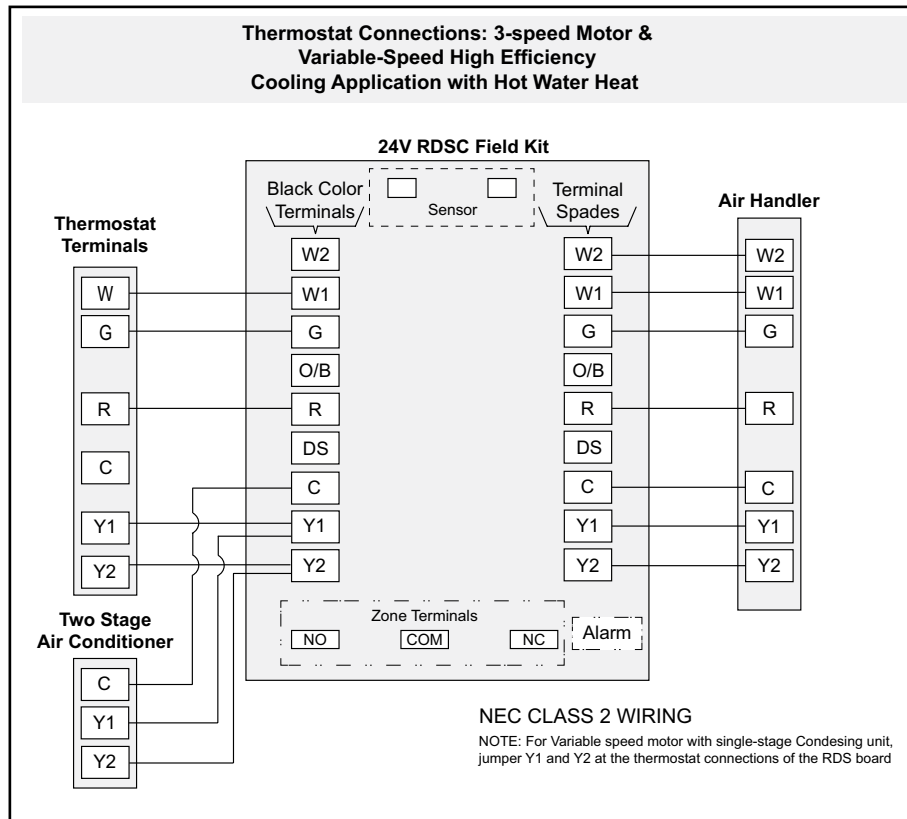 Thermostat Connections: 3-speed Motor &
Variable-Speed High Efficiency
Cooling Application with Hot Water Heat
24V RDSC Field Kit
Black Color
Terminals
Sensor
Terminal
Spades
Thermostat
Terminals
W
G
R
C
Y1
Y2
W2
W1
G
O/B
R
DS
C
Y1
Y2
W2
W1
G
O/B
R
DS
C
Y1
Y2
Air Handler
W2
W1
G
R
C
Y1
Y2
Zone Terminals
NO
COM
NC
Alarm
Two Stage
Air Conditioner
C
Y1
Y2
NEC CLASS 2 WIRING
NOTE: For Variable speed motor with single-stage Condesing unit,
jumper Y1 and Y2 at the thermostat connections of the RDS board